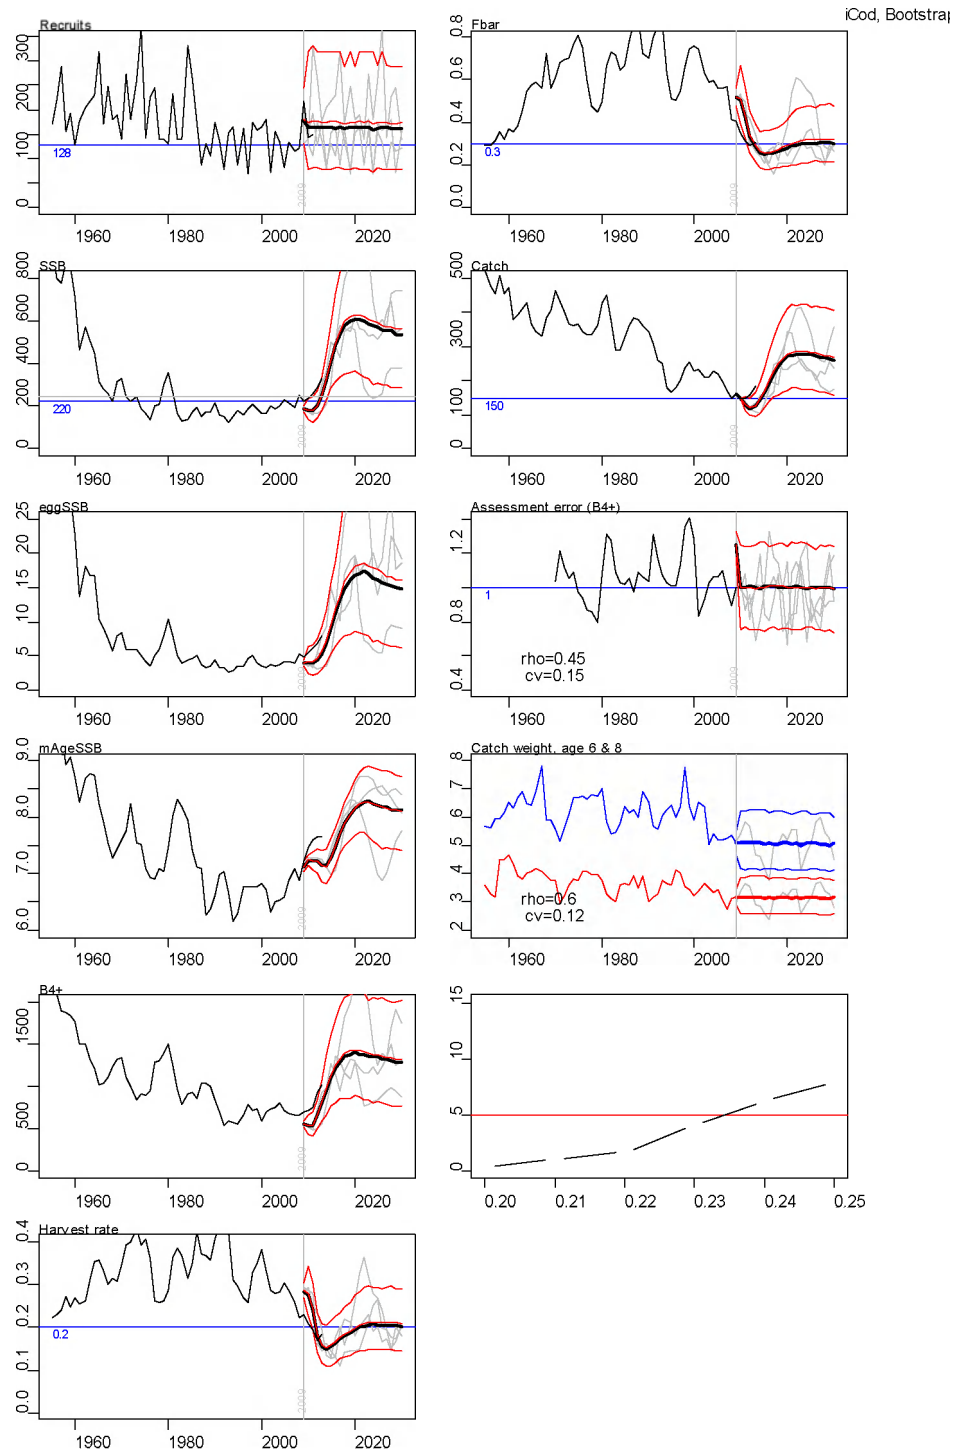 iCod, Bootstrap
Recruits
0 100 200 300
128
2009
1960 1980 2000 2020
Fbar
0.0 0.2 0.4 0.6 0.8
0.3
2009
1960 1980 2000 2020
SSB
0 200 400 600 800
220
2009
1960 1980 2000 2020
Catch
0 100 300 500
150
2009
1960 1980 2000 2020
eggSSB
0 5 10 15 20 25
2009
1960 1980 2000 2020
Assessment error (B4+)
0.4 0.8 1.2
1
rho=0.45
cv=0.15
2009
1960 1980 2000 2020
mAgeSSB
6.0 7.0 8.0 9.0
1960 1980 2000 2020
Catch weight, age 6 & 8
2 3 4 5 6 7 8
rho=0.6
cv=0.12
1960 1980 2000 2020
B4+
0 500 1500
2009
1960 1980 2000 2020
0 5 10 15
0.20 0.21 0.22 0.23 0.24 0.25
Harvest rate
0.0 0.1 0.2 0.3 0.4
0.2
2009
1960 1980 2000 2020